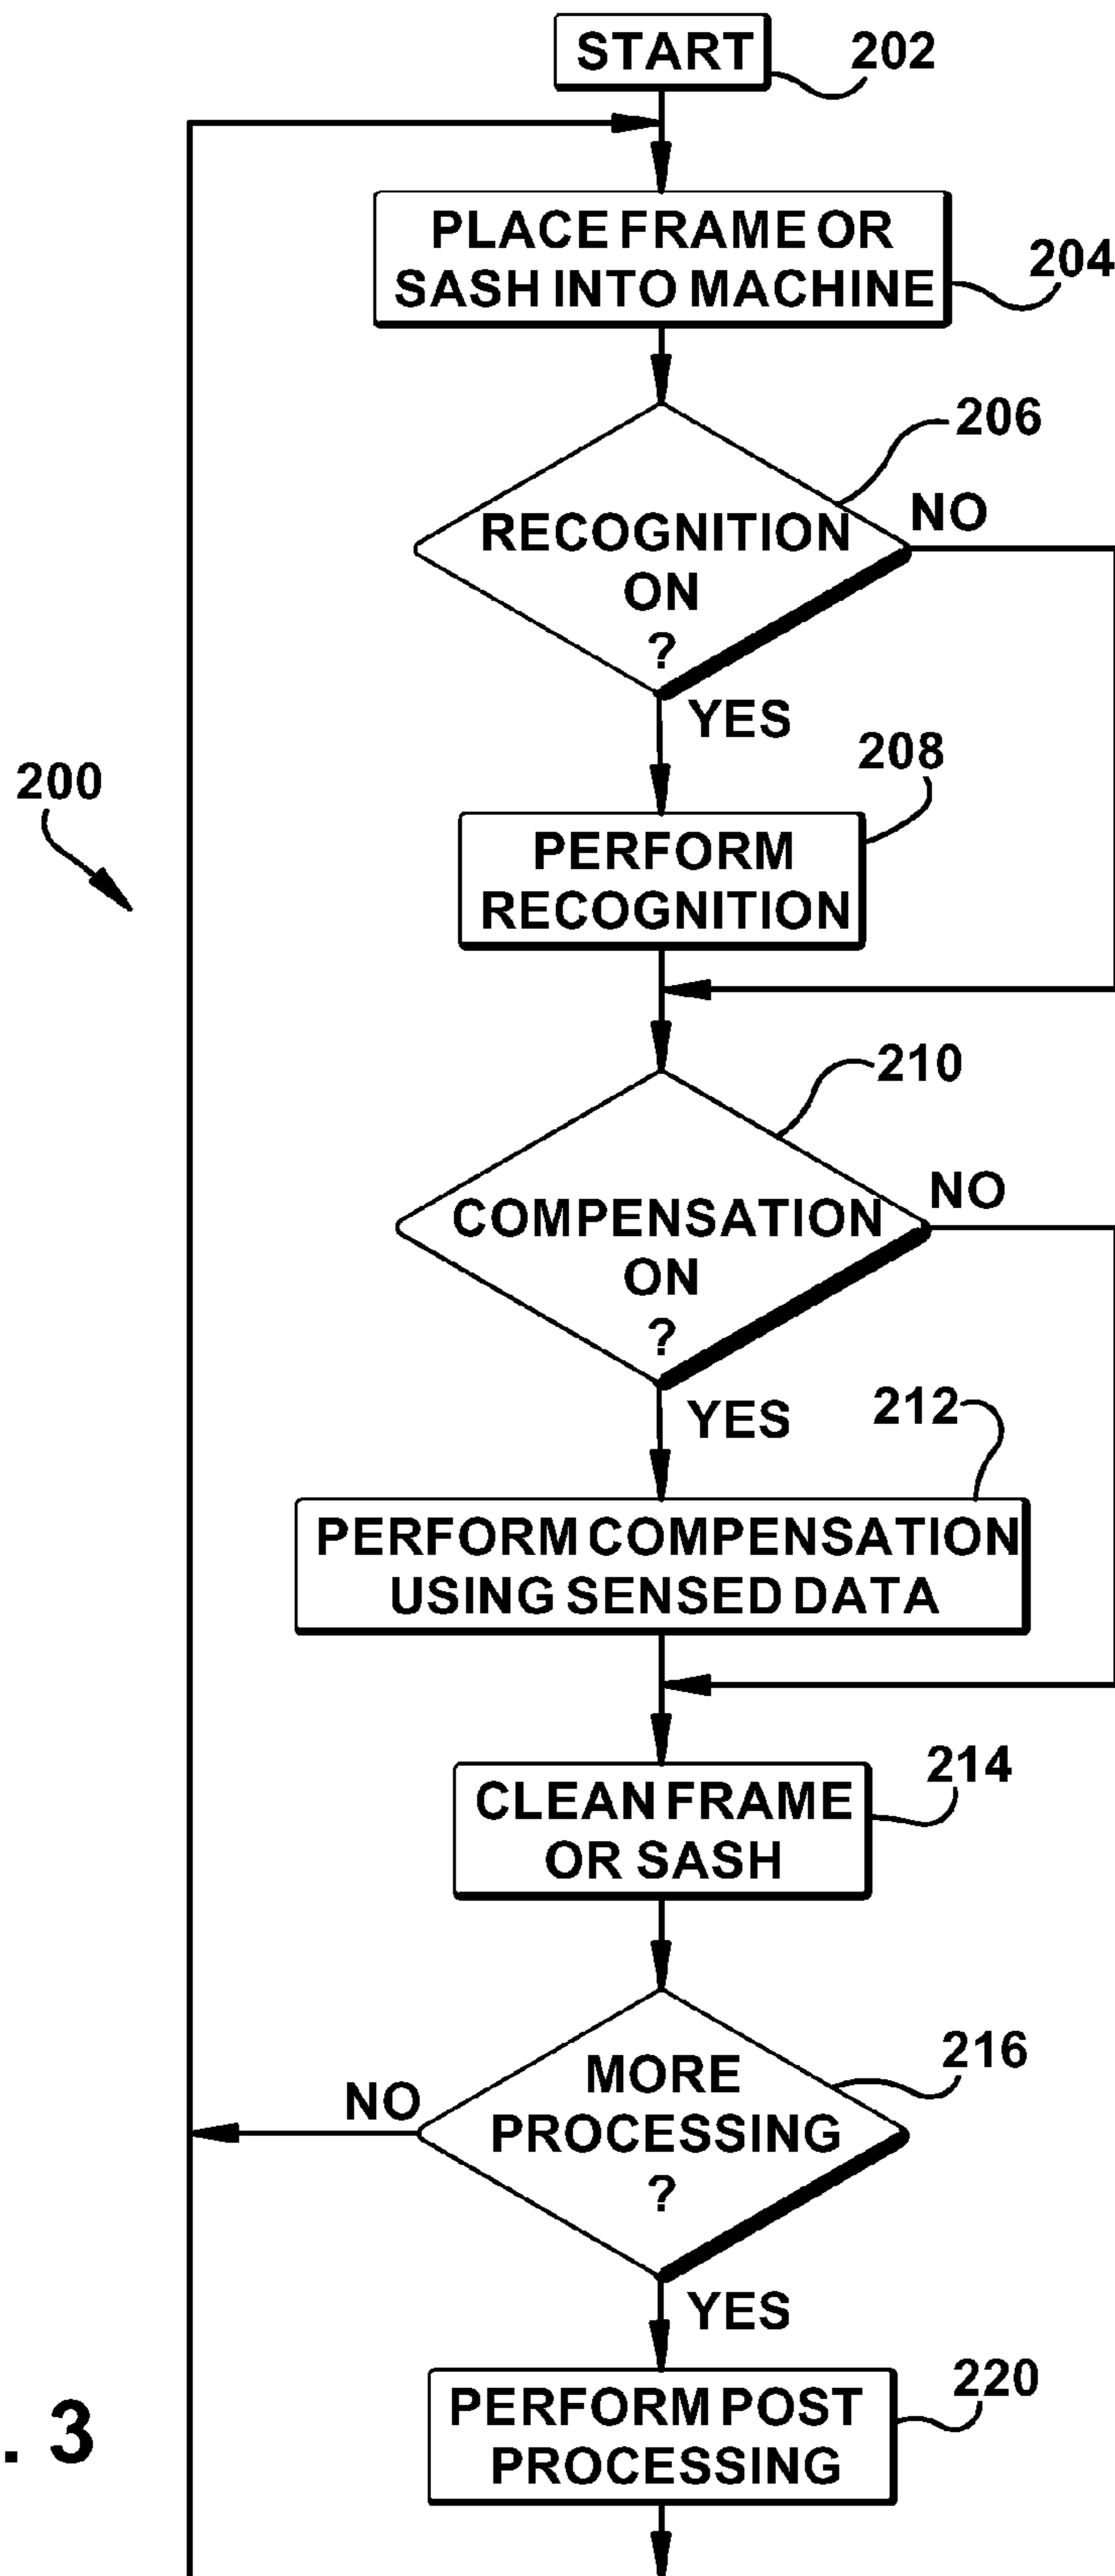 START
202
PLACE FRAME OR
SASH INTO MACHINE
204
206
RECOGNITION
ON
?
NO
YES
200
208
PERFORM
RECOGNITION
210
COMPENSATION
ON
?
NO
YES
212
PERFORM COMPENSATION
USING SENSED DATA
CLEAN FRAME
OR SASH
214
MORE
PROCESSING
?
216
NO
YES
PERFORM POST
PROCESSING
220
. 3